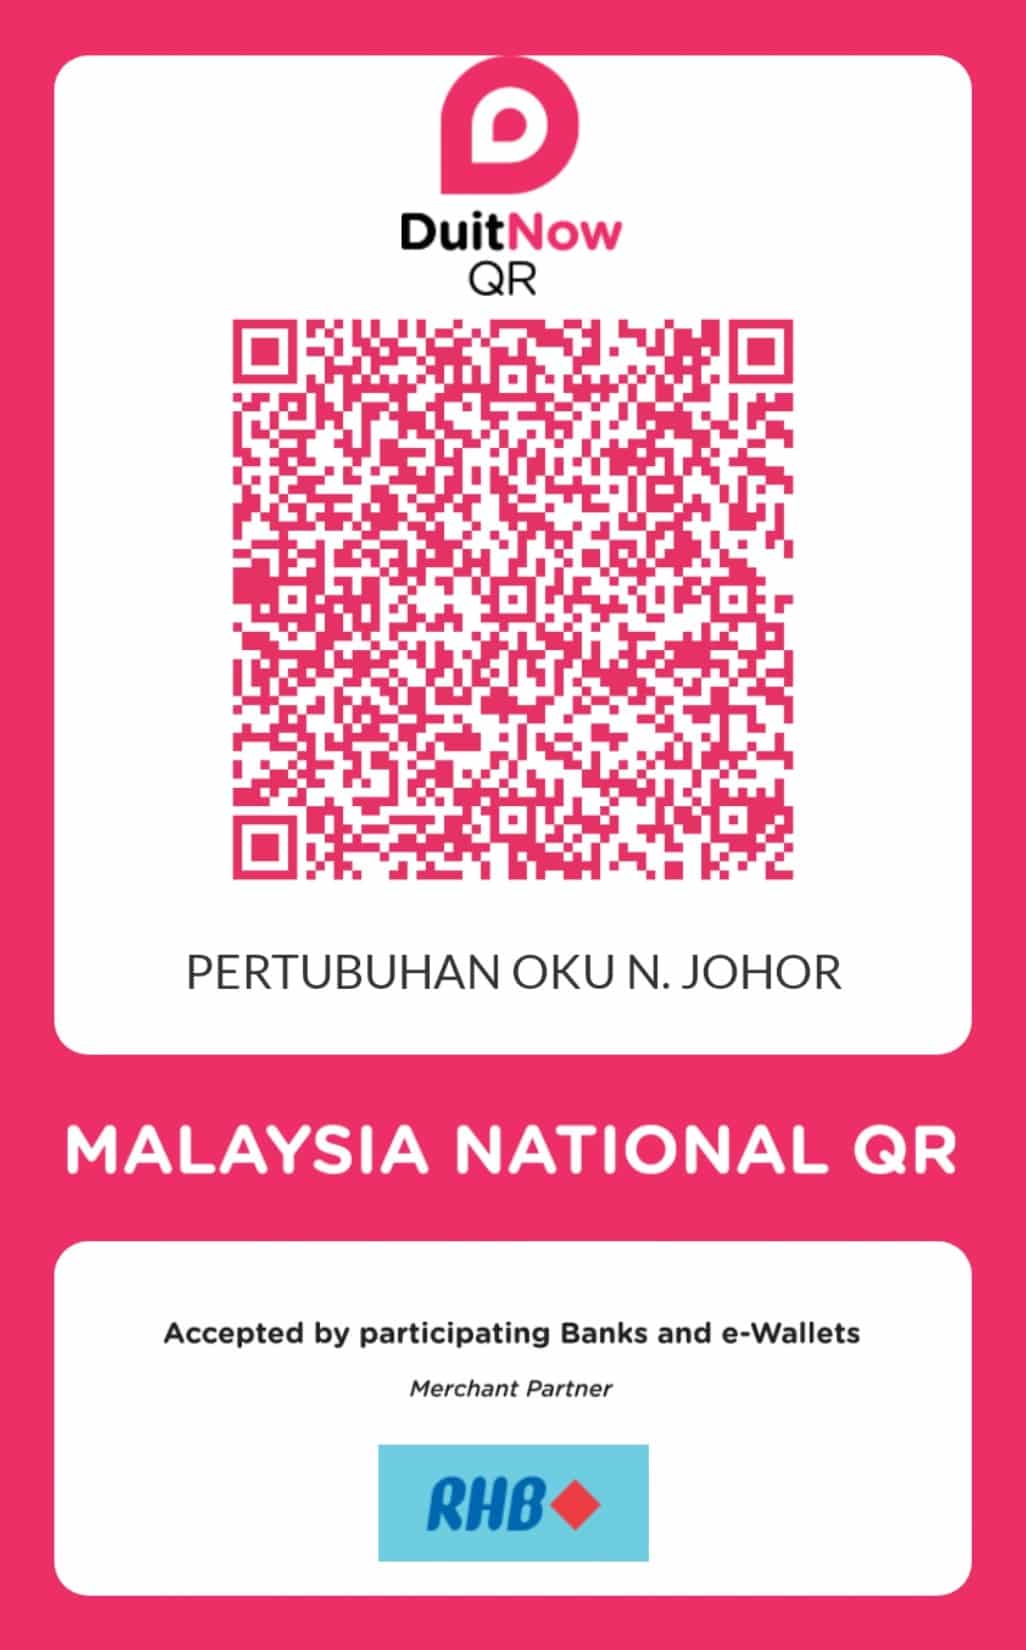 DuitNow
QR
PERTUBUHAN OKU N. JOHOR
MALAYSIA NATIONAL QR
Accepted by participating Banks and e-Wallets
Merchant Partner
RHB